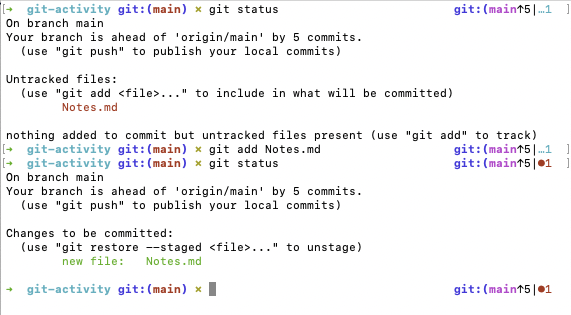 [➜  git-activity git:(main) × git status                         git:(main↑5|…1 ]
On branch main
Your branch is ahead of 'origin/main' by 5 commits.
  (use "git push" to publish your local commits)

Untracked files:
  (use "git add <file>..." to include in what will be committed)
        Notes.md

nothing added to commit but untracked files present (use "git add" to track)
[➜  git-activity git:(main) × git add Notes.md                   git:(main↑5|…1 ]
[➜  git-activity git:(main) × git status                         git:(main↑5|●1 ]
On branch main
Your branch is ahead of 'origin/main' by 5 commits.
  (use "git push" to publish your local commits)

Changes to be committed:
  (use "git restore --staged <file>..." to unstage)
        new file:   Notes.md

➜  git-activity git:(main) ×                                    git:(main↑5|●1